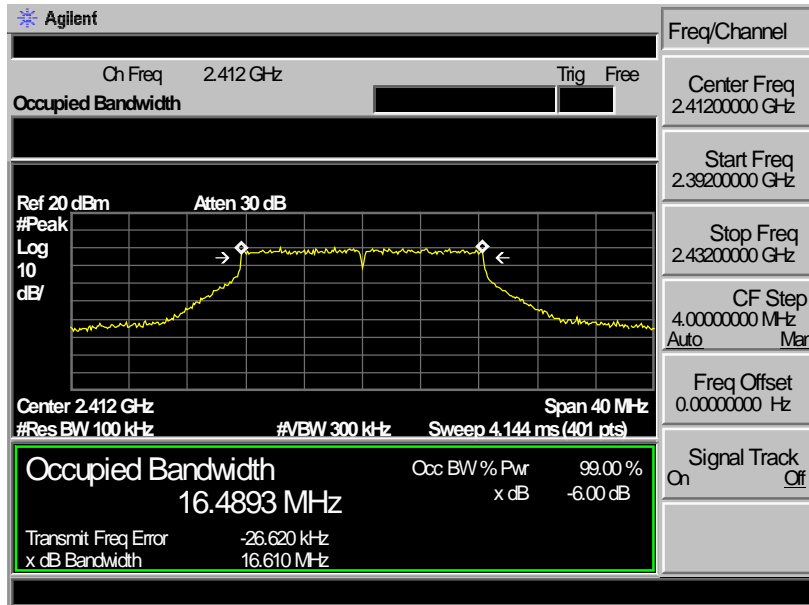 Agilent
Freq/Channel
Ch Freq 2.412 GHz Trig Free
Occupied Bandwidth
Center Freq
2.41200000 GHz
Start Freq
2.39200000 GHz
Ref 20 dBm Atten 30 dB
#Peak
Log
10
dB/
Stop Freq
2.43200000 GHz
CF Step
4.00000000 MHz
Auto Man
Freq Offset
0.00000000 Hz
Center 2.412 GHz Span 40 MHz
#Res BW 100 kHz #VBW 300 kHz Sweep 4.144 ms (401 pts)
Signal Track
On Off
Occupied Bandwidth Occ BW % Pwr 99.00 %
16.4893 MHz x dB -6.00 dB
Transmit Freq Error -26.620 kHz
x dB Bandwidth 16.610 MHz